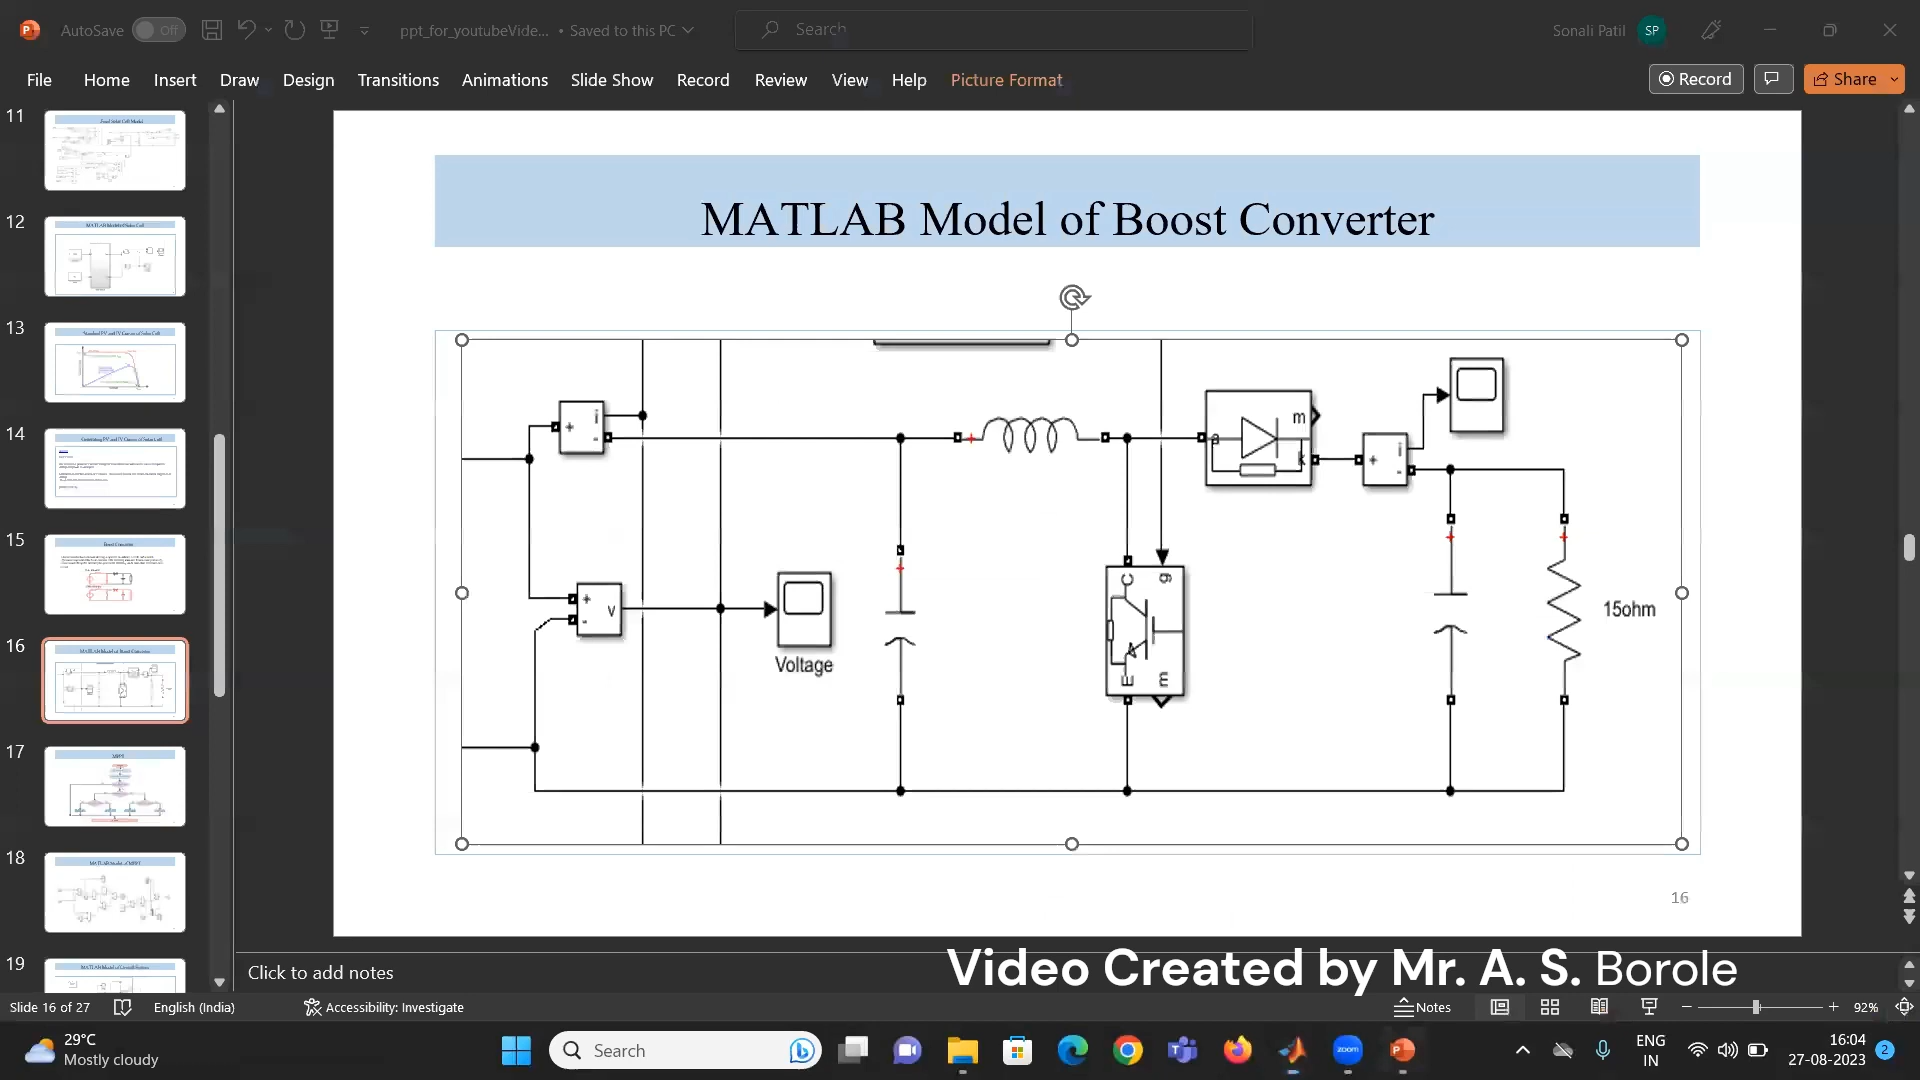 AutoSave Off ppt_for_youtubeVide... • Saved to this PC Search Sonali Patil SP
File Home Insert Draw Design Transitions Animations Slide Show Record Review View Help Picture Format Record Share
11
12
13
14
15
16
17
18
19
MATLAB Model of Boost Converter
+ i -
m
a
k
+ i -
C g
E m
+ v -
Voltage
15ohm
16
Click to add notes
Video Created by Mr. A. S. Borole
Slide 16 of 27 English (India) Accessibility: Investigate Notes 92%
29°C
Mostly cloudy
Search
zoom
ENG
IN
16:04
27-08-2023
2